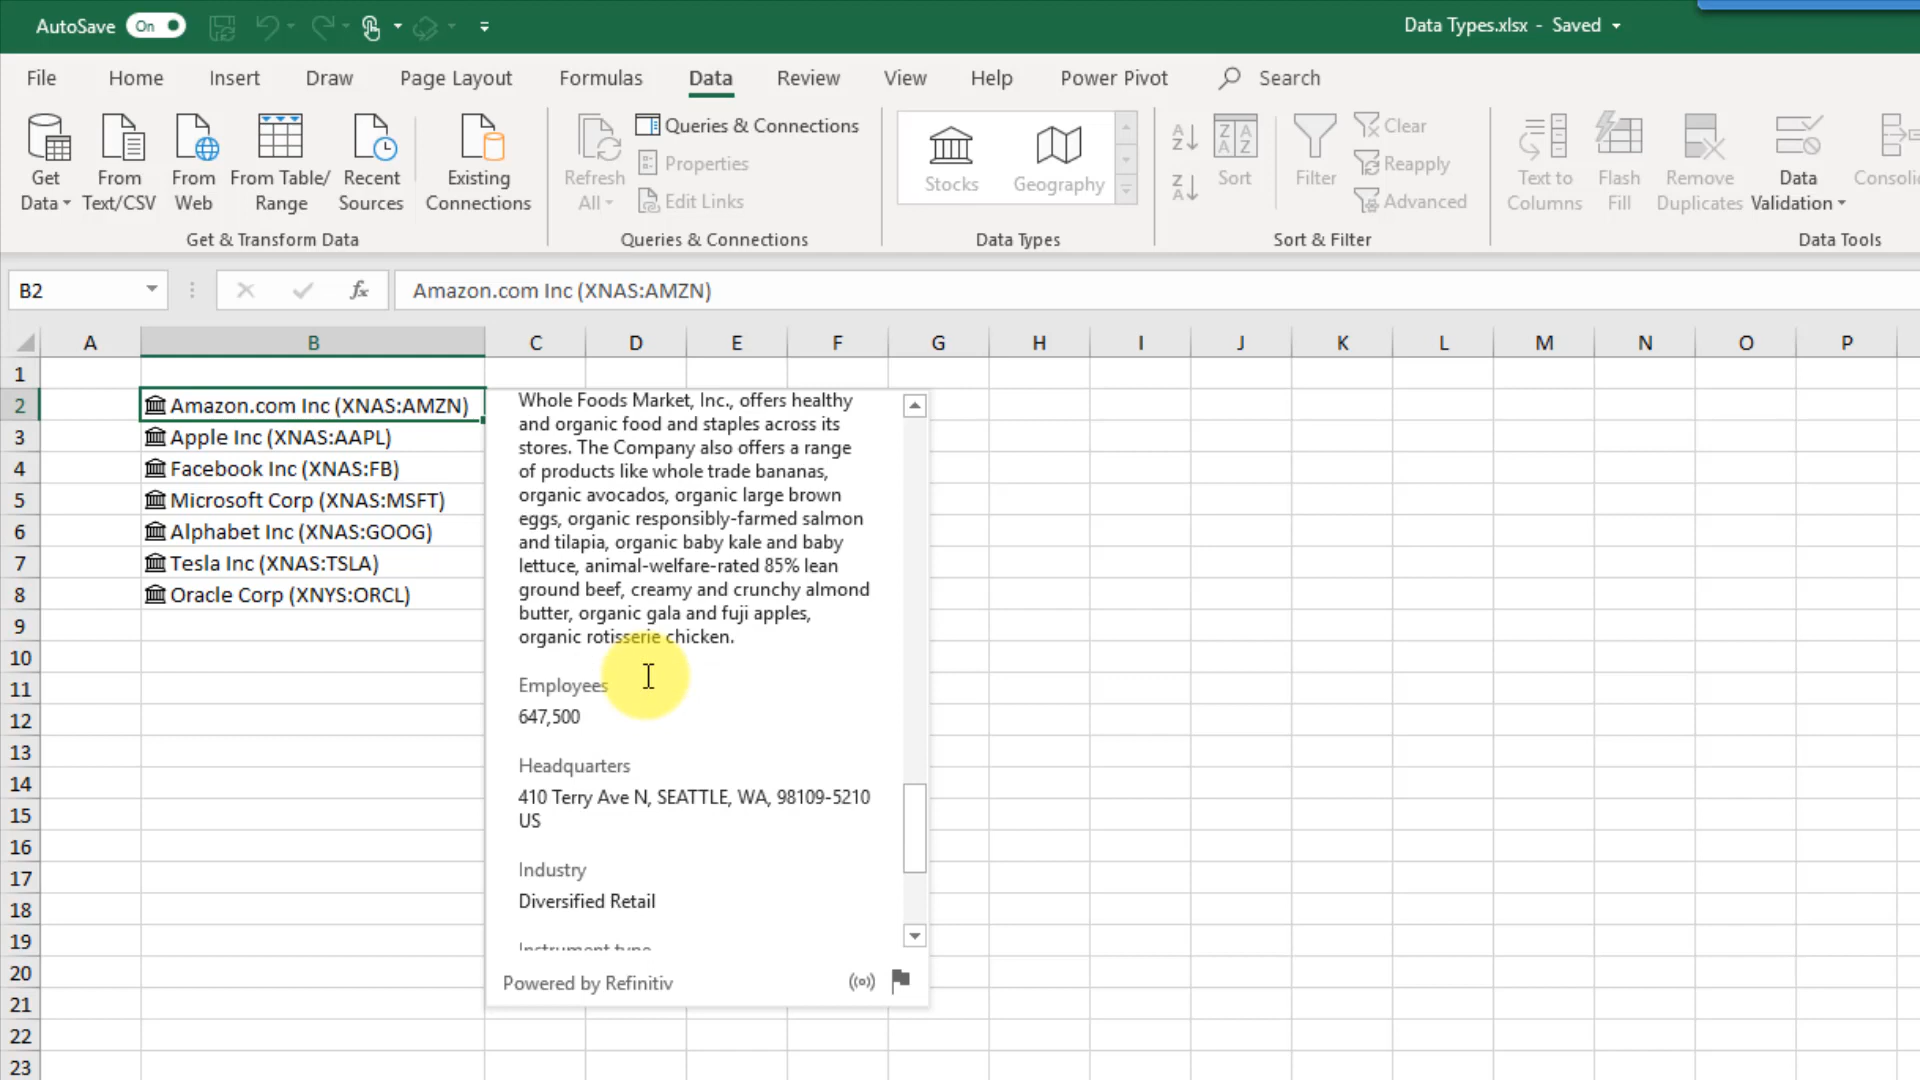 AutoSave On
Data Types.xlsx - Saved
File Home Insert Draw Page Layout Formulas Data Review View Help Power Pivot Search
Get Data
From Text/CSV
From Web
From Table/ Range
Recent Sources
Existing Connections
Get & Transform Data
Refresh All
Queries & Connections
Properties
Edit Links
Queries & Connections
Stocks
Geography
Data Types
Sort
Filter
Clear
Reapply
Advanced
Sort & Filter
Text to Columns
Flash Fill
Remove Duplicates
Data Validation
Data Tools
B2
fx
Amazon.com Inc (XNAS:AMZN)
A B C D E F G H I J K L M N O P
1
2 Amazon.com Inc (XNAS:AMZN)
3 Apple Inc (XNAS:AAPL)
4 Facebook Inc (XNAS:FB)
5 Microsoft Corp (XNAS:MSFT)
6 Alphabet Inc (XNAS:GOOG)
7 Tesla Inc (XNAS:TSLA)
8 Oracle Corp (XNYS:ORCL)
9
10
11
12
13
14
15
16
17
18
19
20
21
22
23
Whole Foods Market, Inc., offers healthy
and organic food and staples across its
stores. The Company also offers a range
of products like whole trade bananas,
organic avocados, organic large brown
eggs, organic responsibly-farmed salmon
and tilapia, organic baby kale and baby
lettuce, animal-welfare-rated 85% lean
ground beef, creamy and crunchy almond
butter, organic gala and fuji apples,
organic rotisserie chicken.
Employees
647,500
Headquarters
410 Terry Ave N, SEATTLE, WA, 98109-5210
US
Industry
Diversified Retail
Instrument type
Powered by Refinitiv